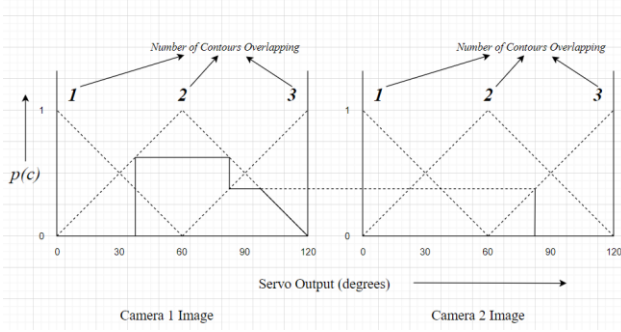 Number of Contours Overlapping Number of Contours Overlapping
1 2 3 1 2 3
1 1
p(c)
0 0
0 30 60 90 120 0 30 60 90 120
Servo Output (degrees)
Camera 1 Image Camera 2 Image